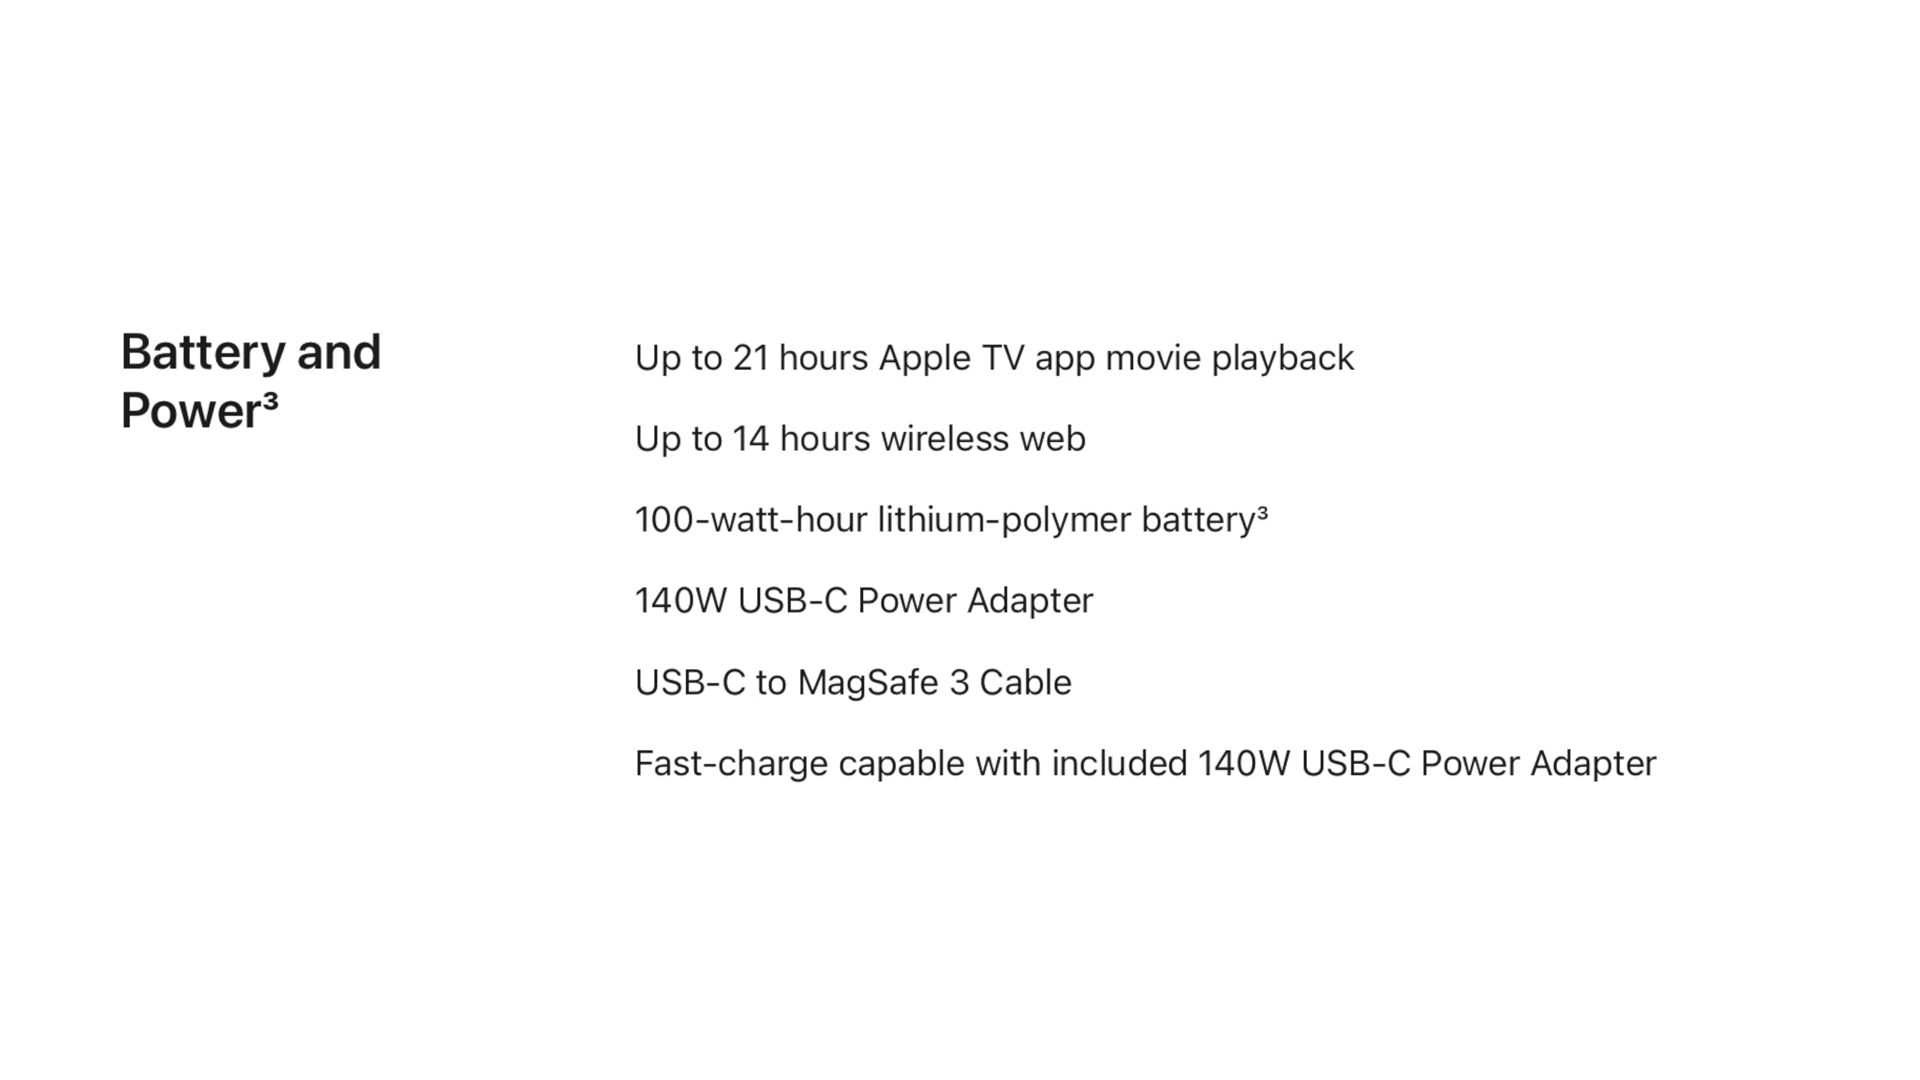 Battery and
Power³
Up to 21 hours Apple TV app movie playback
Up to 14 hours wireless web
100-watt-hour lithium-polymer battery³
140W USB-C Power Adapter
USB-C to MagSafe 3 Cable
Fast-charge capable with included 140W USB-C Power Adapter